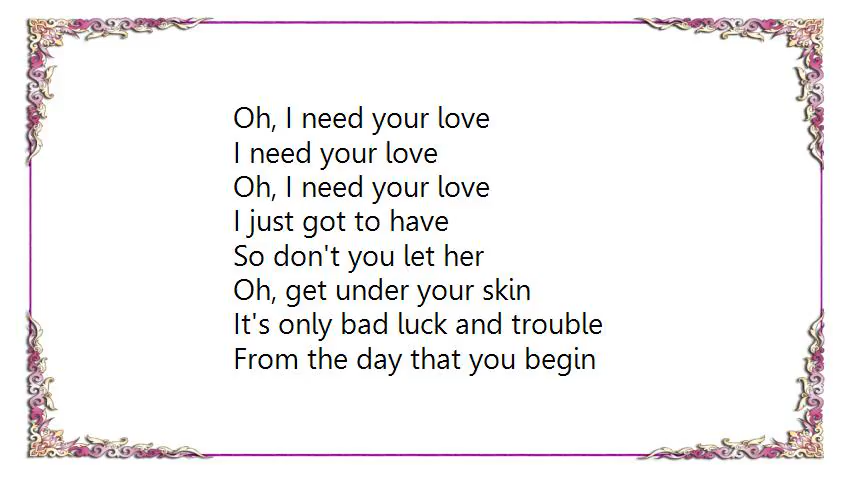 Oh, I need your love
I need your love
Oh, I need your love
I just got to have
So don't you let her
Oh, get under your skin
It's only bad luck and trouble
From the day that you begin